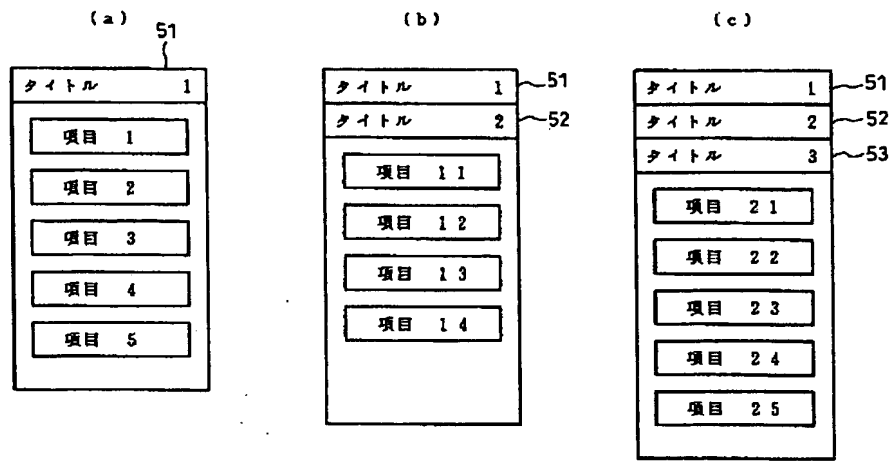 (a)
51
タイトル 1
項目 1
項目 2
項目 3
項目 4
項目 5
(b)
タイトル 1 51
タイトル 2 52
項目 11
項目 12
項目 13
項目 14
(c)
タイトル 1 51
タイトル 2 52
タイトル 3 53
項目 21
項目 22
項目 23
項目 24
項目 25